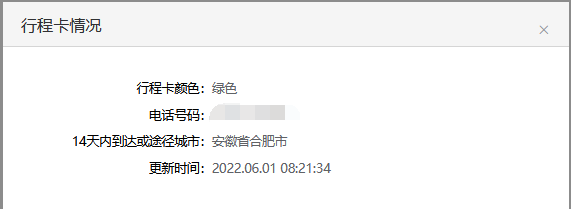 行程卡情况
×
行程卡颜色：绿色
电话号码：
14天内到达或途径城市：安徽省合肥市
更新时间：2022.06.01 08:21:34